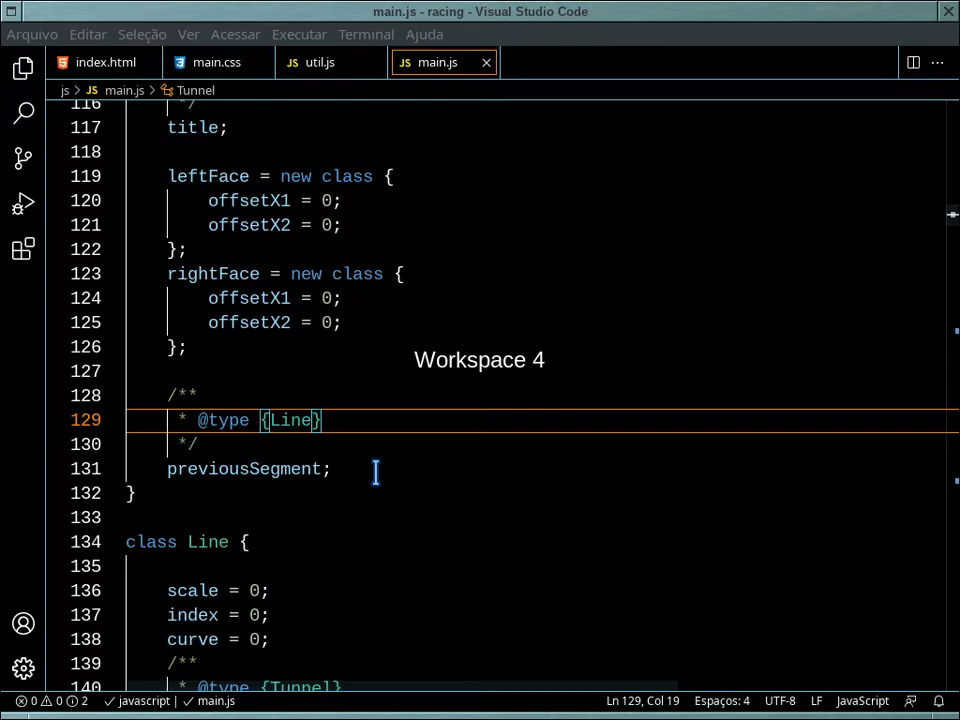 main.js - racing - Visual Studio Code
Arquivo Editar Seleção Ver Acessar Executar Terminal Ajuda
index.html main.css JS util.js JS main.js
js > JS main.js > Tunnel
116 */
117 title;
118
119 leftFace = new class {
120 offsetX1 = 0;
121 offsetX2 = 0;
122 };
123 rightFace = new class {
124 offsetX1 = 0;
125 offsetX2 = 0;
126 };
Workspace 4
127
128 /**
129 * @type {Line}
130 */
131 previousSegment;
132 }
133
134 class Line {
135
136 scale = 0;
137 index = 0;
138 curve = 0;
139 /**
140 * @type {Tunnel}
0 0 2 javascript | main.js Ln 129, Col 19 Espaços: 4 UTF-8 LF JavaScript